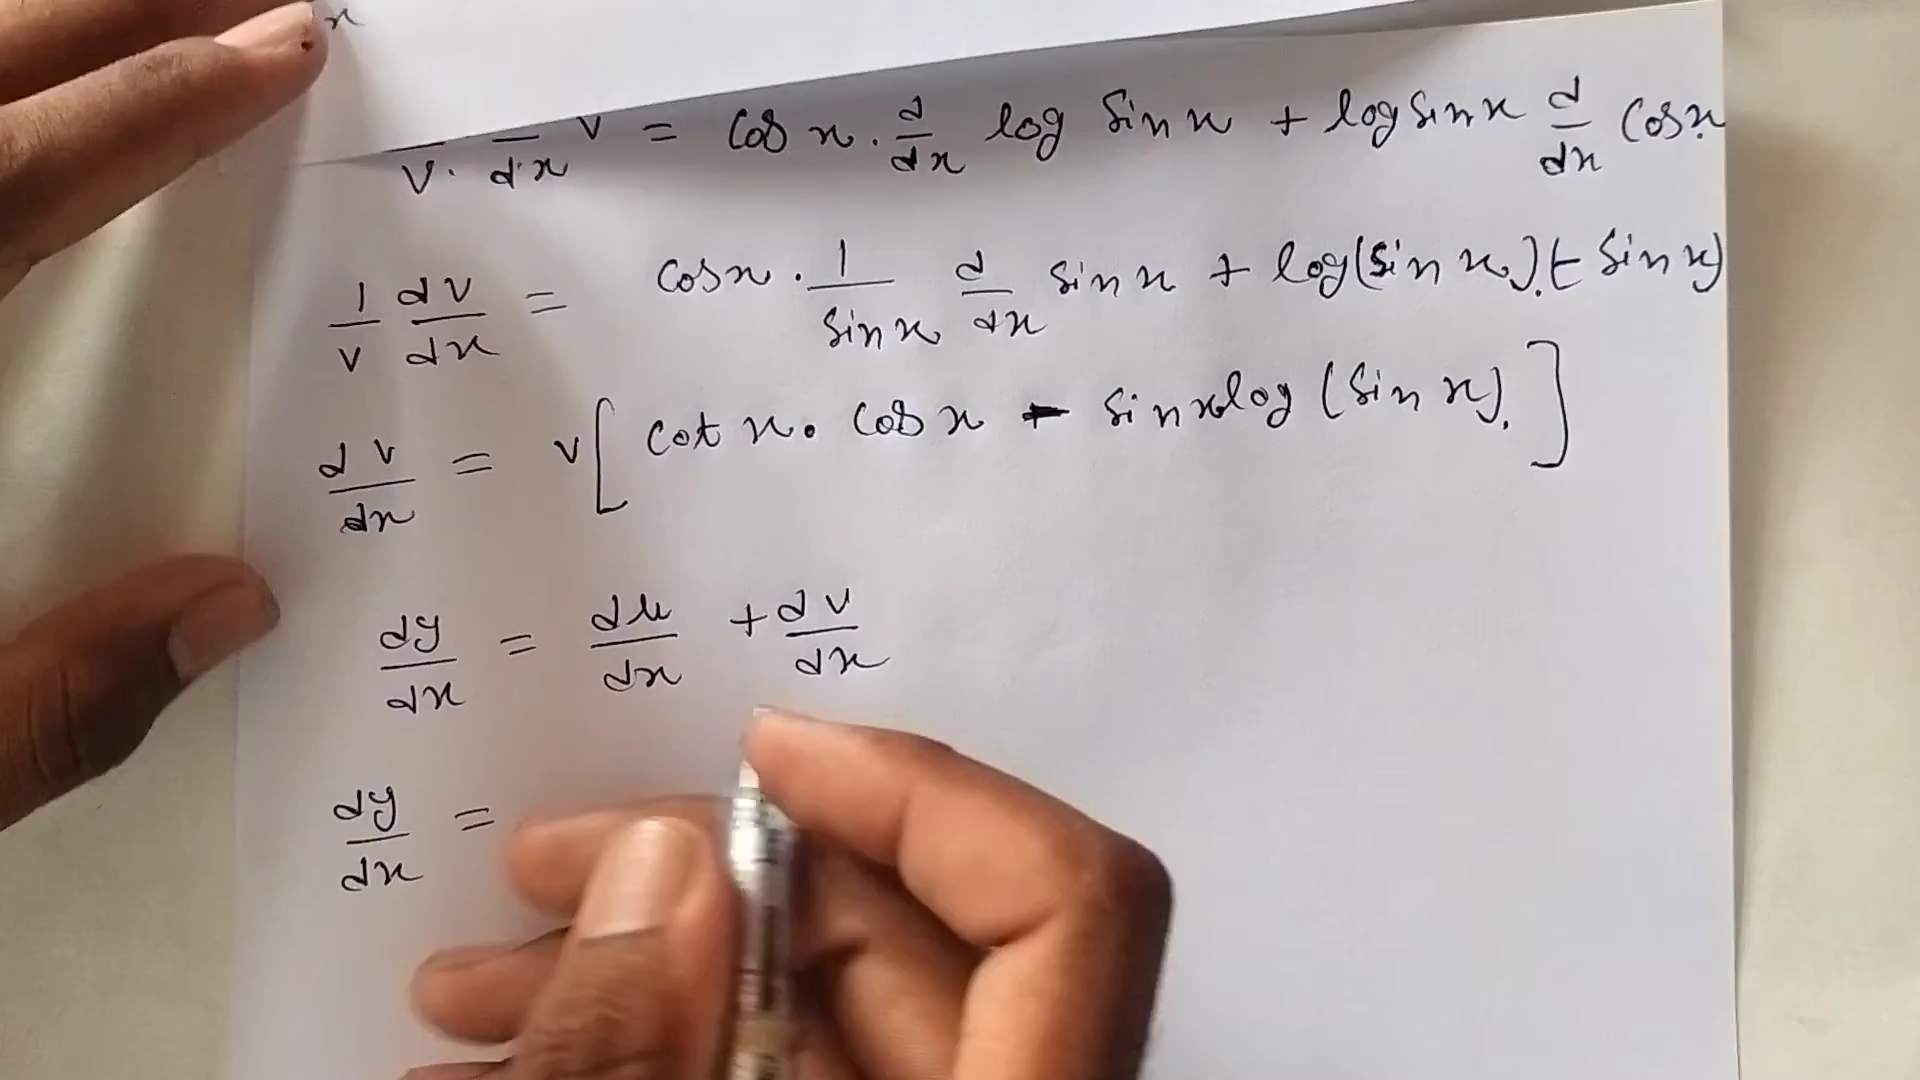 x
V. dx V = Cos x . d/dx log Sin x + log sin x d/dx Cos x.
1/V dV/dx = Cos x . 1/Sin x d/dx Sin x + log(Sin x).(- Sin x)
dV/dx = V [ Cot x . Cos x - Sin x log (Sin x). ]
dy/dx = du/dx + dv/dx
dy/dx =